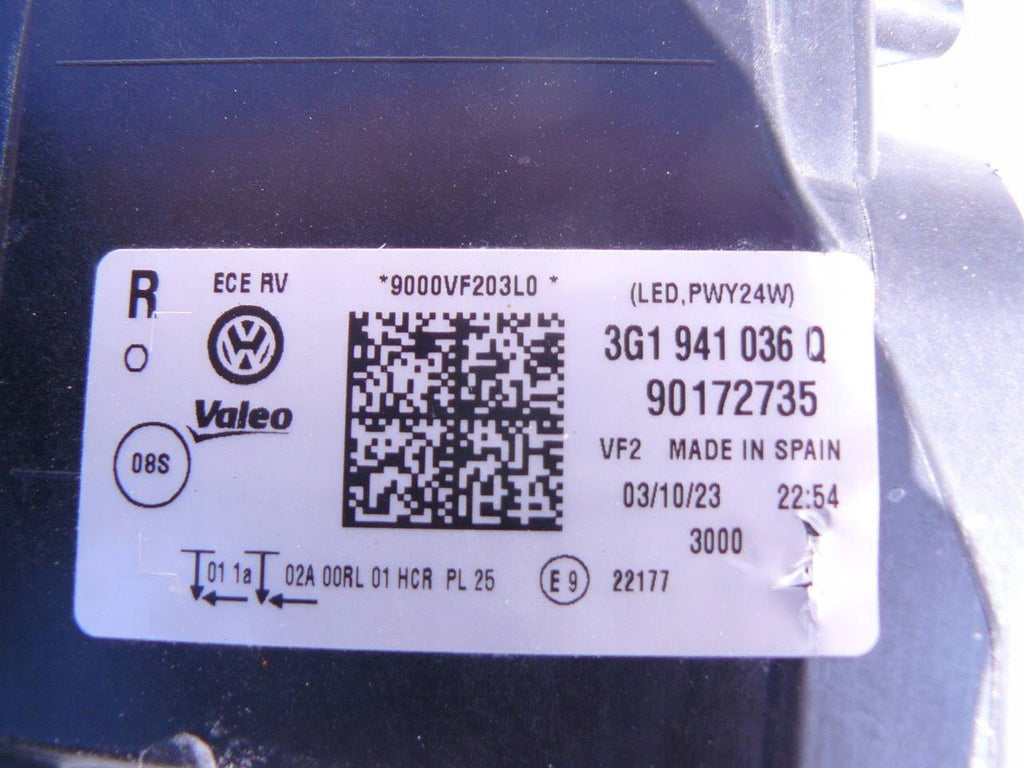 R
ECE RV
*9000VF203L0 *
(LED,PWY24W)
3G1 941 036 Q
90172735
Valeo
08S
VF2 MADE IN SPAIN
03/10/23 22:54
3000
01 1a 02A 00RL 01 HCR PL 25 E9 22177